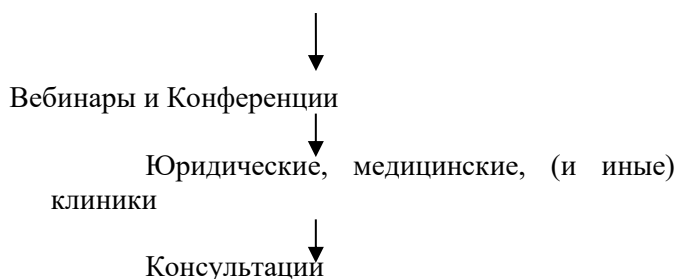 Вебинары и Конференции
Юридические, медицинские, (и иные)
клиники
Консультации